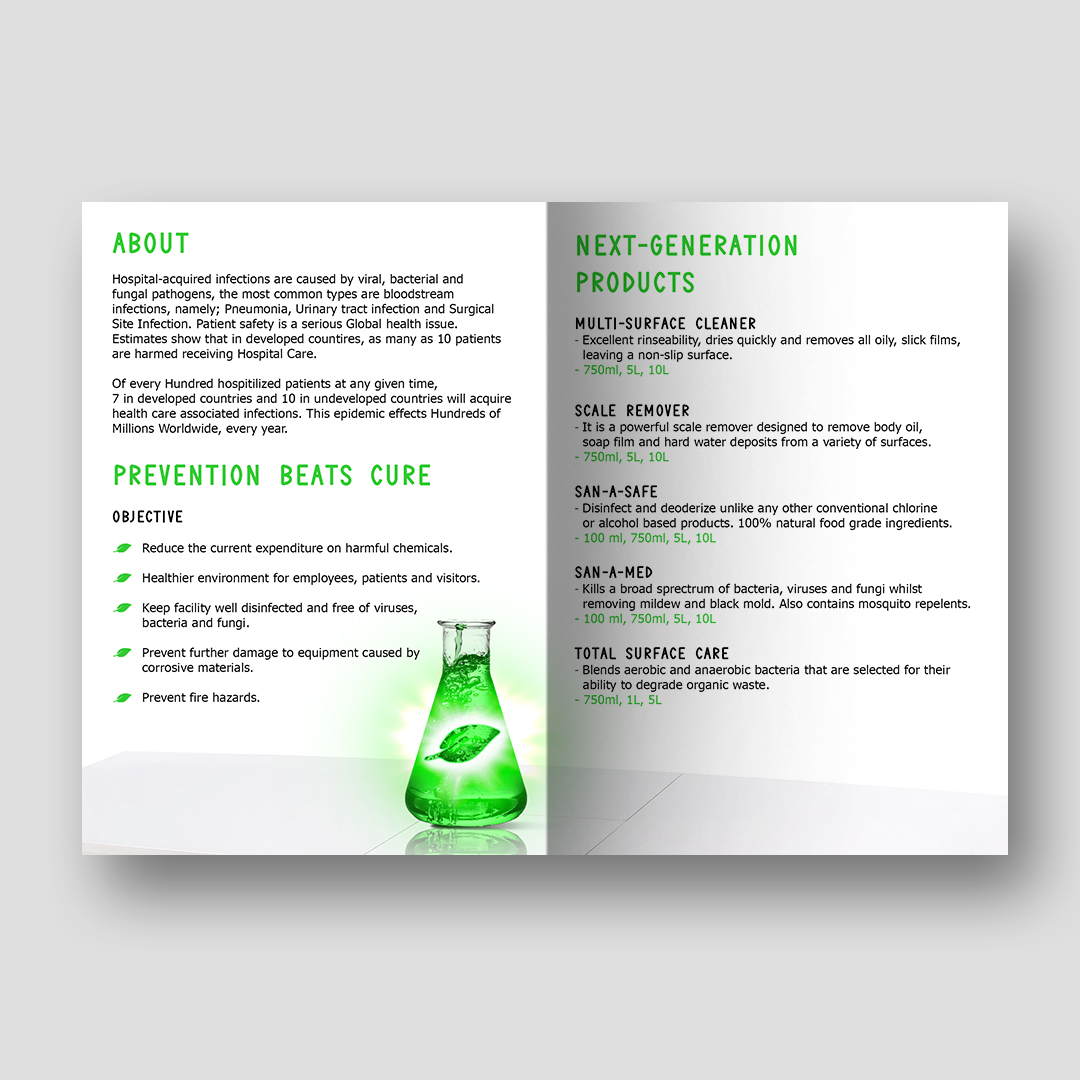 ABOUT
Hospital-acquired infections are caused by viral, bacterial and
fungal pathogens, the most common types are bloodstream
infections, namely; Pneumonia, Urinary tract infection and Surgical
Site Infection. Patient safety is a serious Global health issue.
Estimates show that in developed countires, as many as 10 patients
are harmed receiving Hospital Care.
Of every Hundred hospitilized patients at any given time,
7 in developed countries and 10 in undeveloped countries will acquire
health care associated infections. This epidemic effects Hundreds of
Millions Worldwide, every year.
PREVENTION BEATS CURE
OBJECTIVE
Reduce the current expenditure on harmful chemicals.
Healthier environment for employees, patients and visitors.
Keep facility well disinfected and free of viruses,
bacteria and fungi.
Prevent further damage to equipment caused by
corrosive materials.
Prevent fire hazards.
NEXT-GENERATION
PRODUCTS
MULTI-SURFACE CLEANER
- Excellent rinseability, dries quickly and removes all oily, slick films,
leaving a non-slip surface.
- 750ml, 5L, 10L
SCALE REMOVER
- It is a powerful scale remover designed to remove body oil,
soap film and hard water deposits from a variety of surfaces.
- 750ml, 5L, 10L
SAN-A-SAFE
- Disinfect and deoderize unlike any other conventional chlorine
or alcohol based products. 100% natural food grade ingredients.
- 100 ml, 750ml, 5L, 10L
SAN-A-MED
- Kills a broad sprectrum of bacteria, viruses and fungi whilst
removing mildew and black mold. Also contains mosquito repelents.
- 100 ml, 750ml, 5L, 10L
TOTAL SURFACE CARE
- Blends aerobic and anaerobic bacteria that are selected for their
ability to degrade organic waste.
- 750ml, 1L, 5L